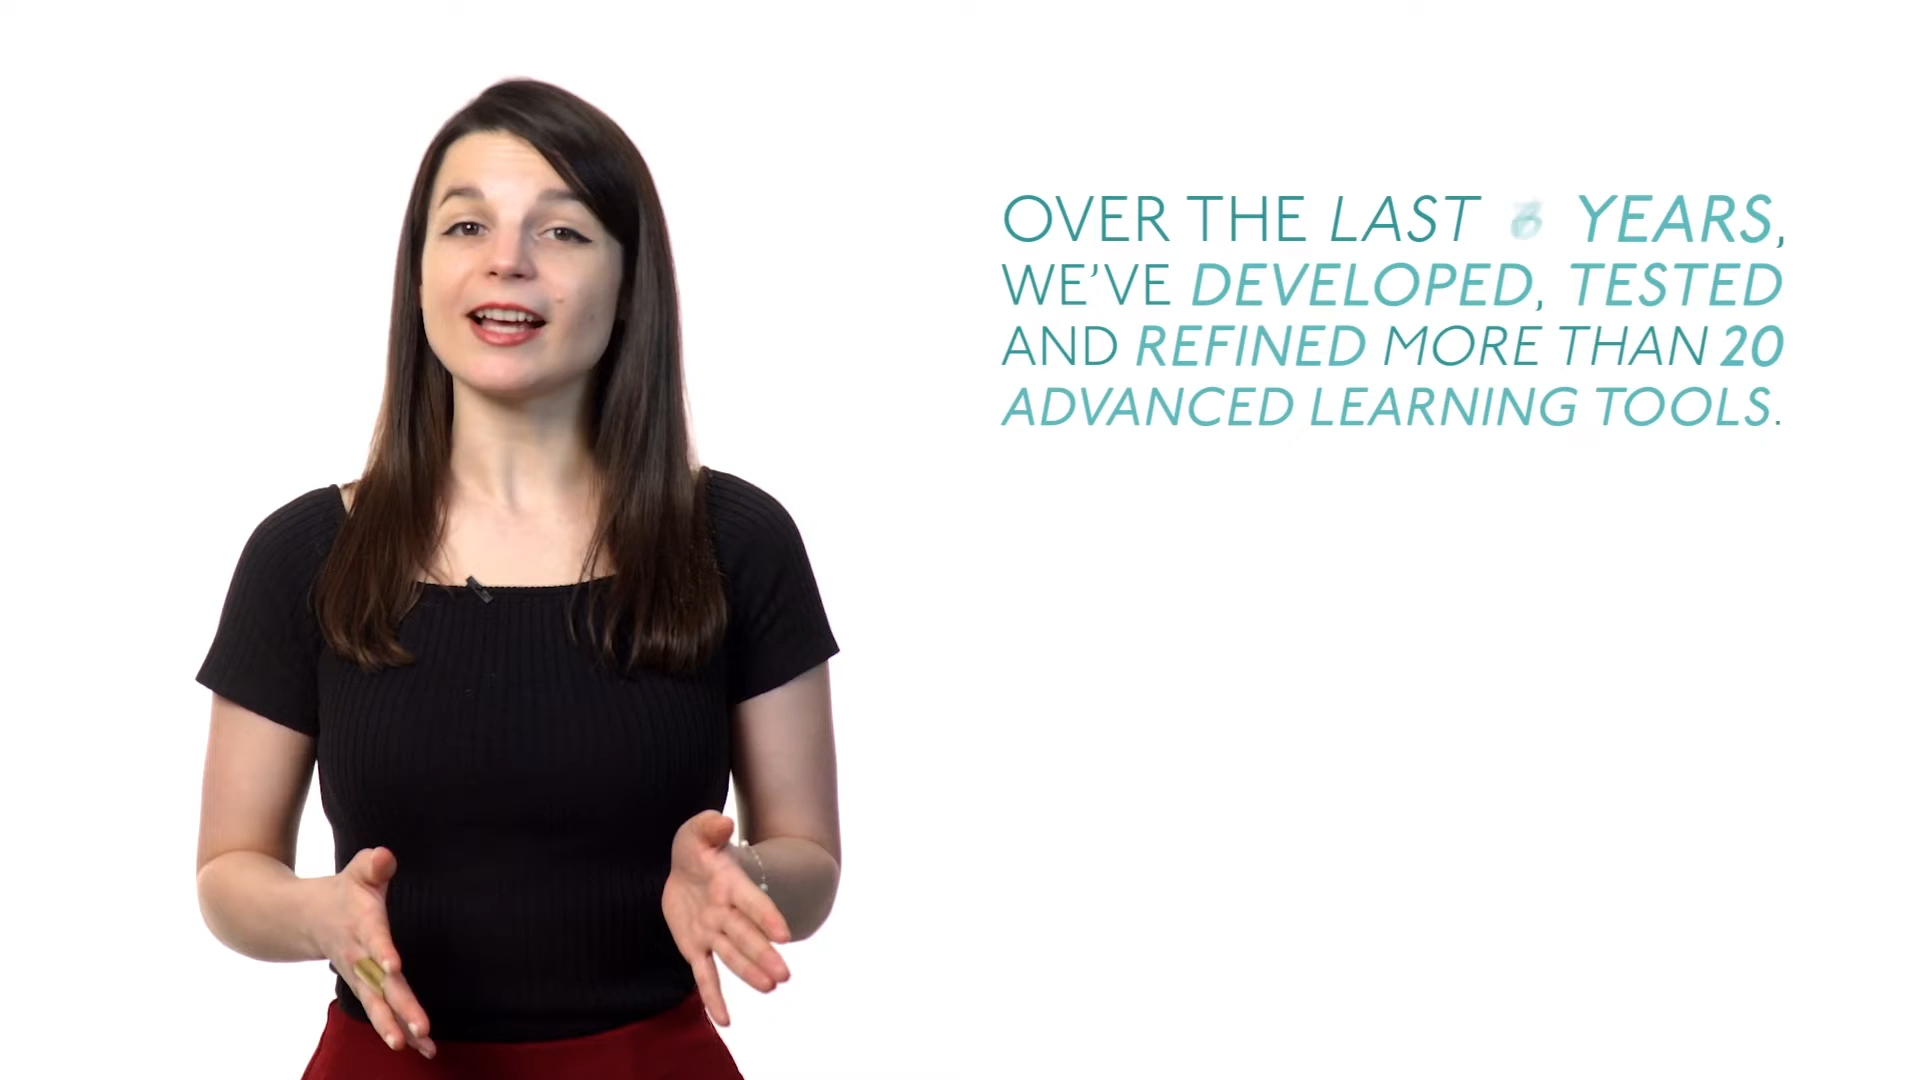 OVER THE LAST YEARS,
WE'VE DEVELOPED, TESTED
AND REFINED MORE THAN 20
ADVANCED LEARNING TOOLS.